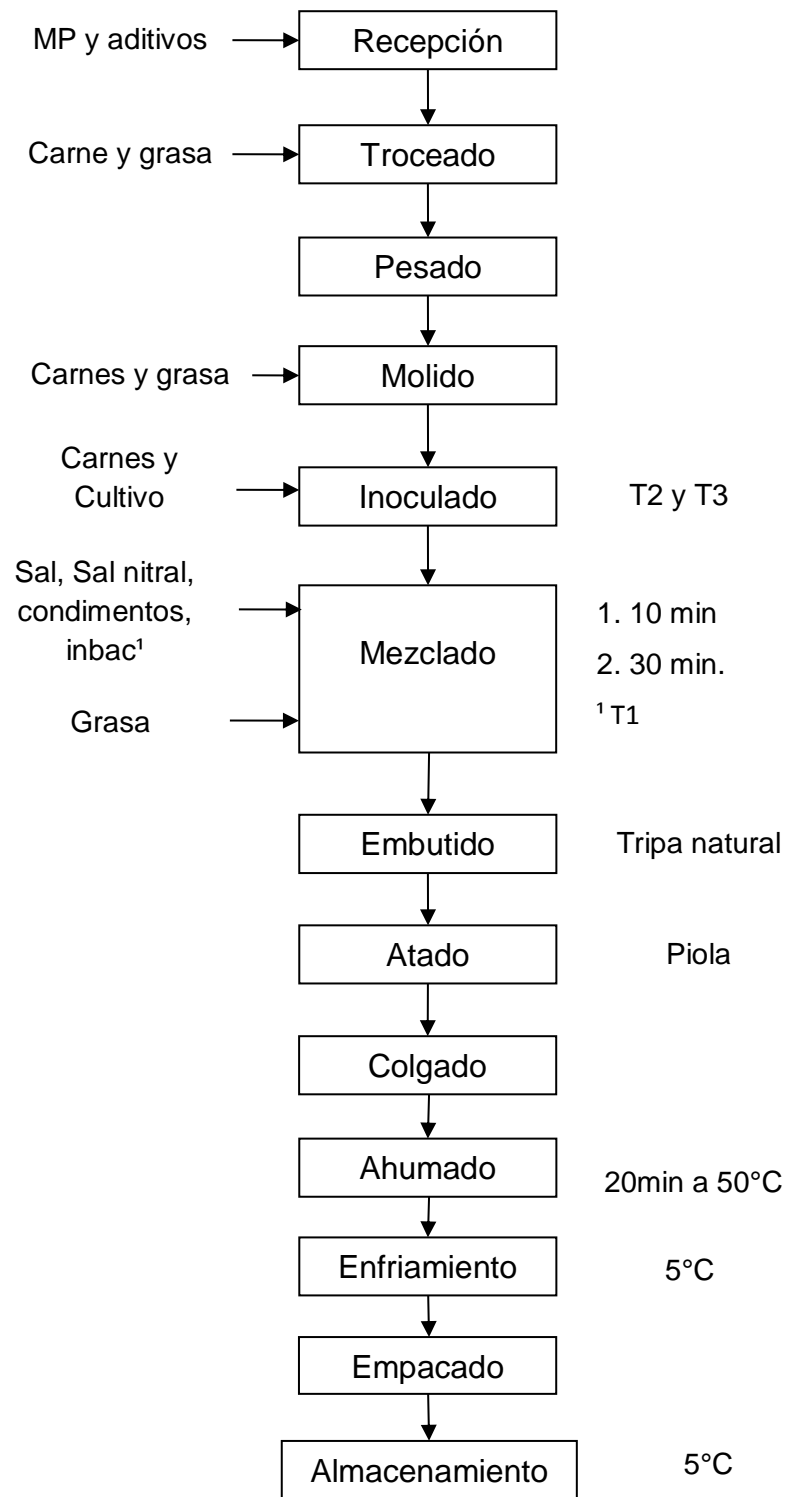 MP y aditivos
Recepción
Carne y grasa
Troceado
Pesado
Carnes y grasa
Molido
Carnes y
Cultivo
Inoculado
T2 y T3
Sal, Sal nitral,
condimentos,
inbac¹
Grasa
Mezclado
1. 10 min
2. 30 min.
¹ T1
Embutido
Tripa natural
Atado
Piola
Colgado
Ahumado
20min a 50°C
Enfriamiento
5°C
Empacado
Almacenamiento
5°C